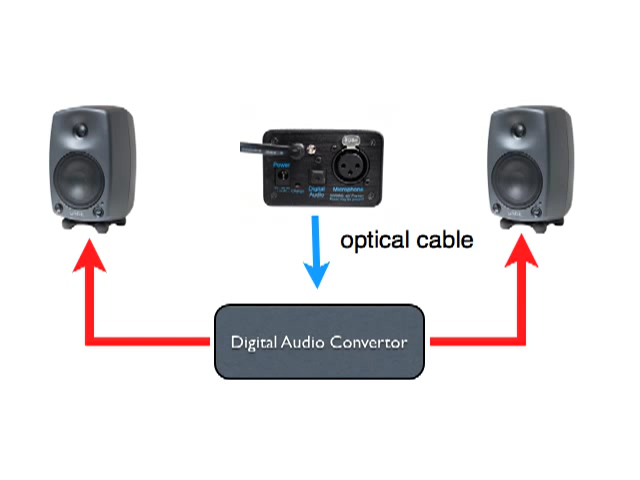 Power
Digital
Audio
Microphone
optical cable
Digital Audio Convertor